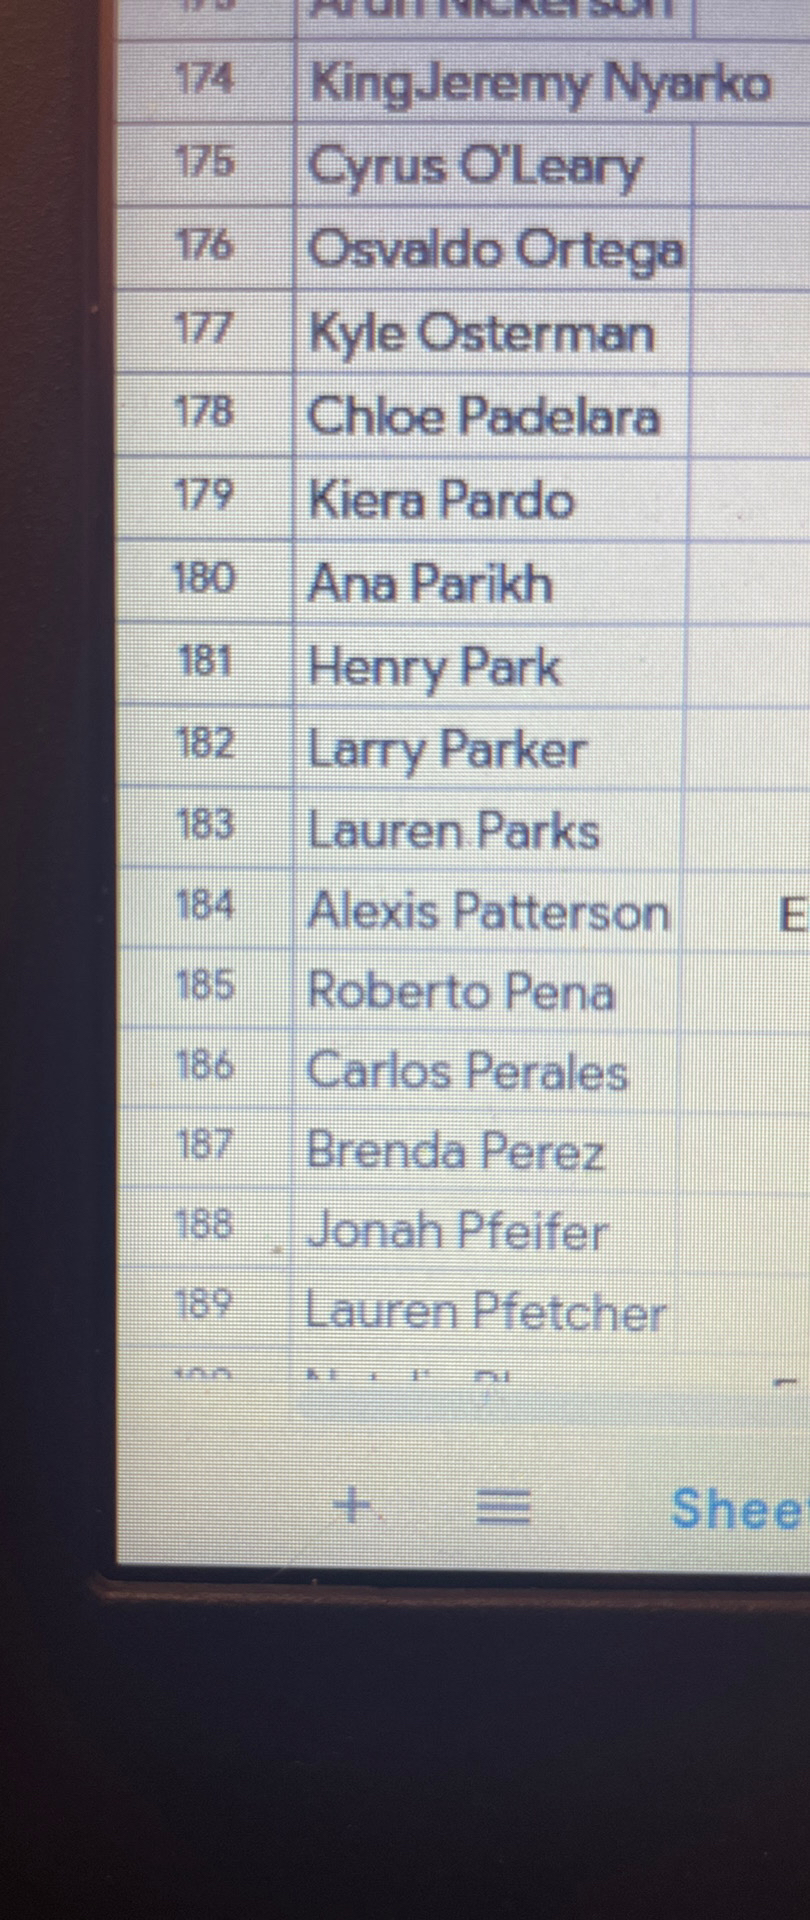 174 KingJeremy Nyarko
175 Cyrus O'Leary
176 Osvaldo Ortega
177 Kyle Osterman
178 Chloe Padelara
179 Kiera Pardo
180 Ana Parikh
181 Henry Park
182 Larry Parker
183 Lauren Parks
184 Alexis Patterson E
185 Roberto Pena
186 Carlos Perales
187 Brenda Perez
188 Jonah Pfeifer
189 Lauren Pfetcher
+ Shee